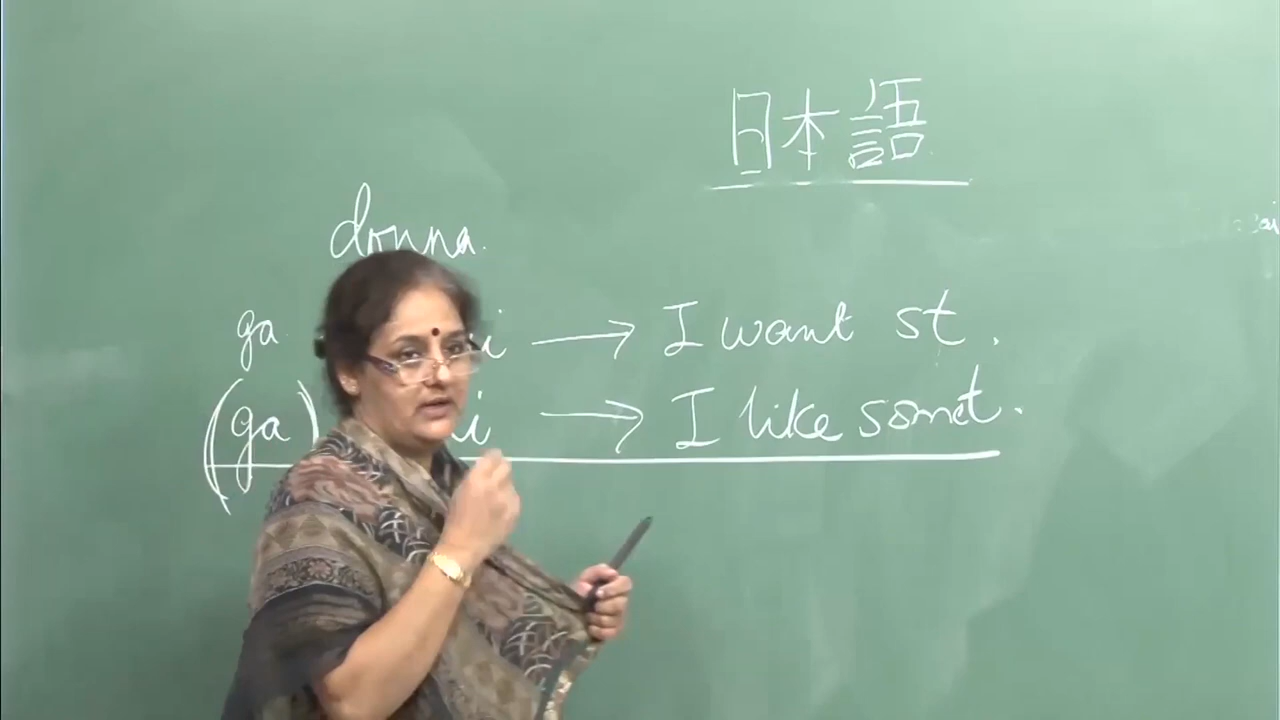 日本語
donna.
ga → I want st.
(ga) → I like somet.